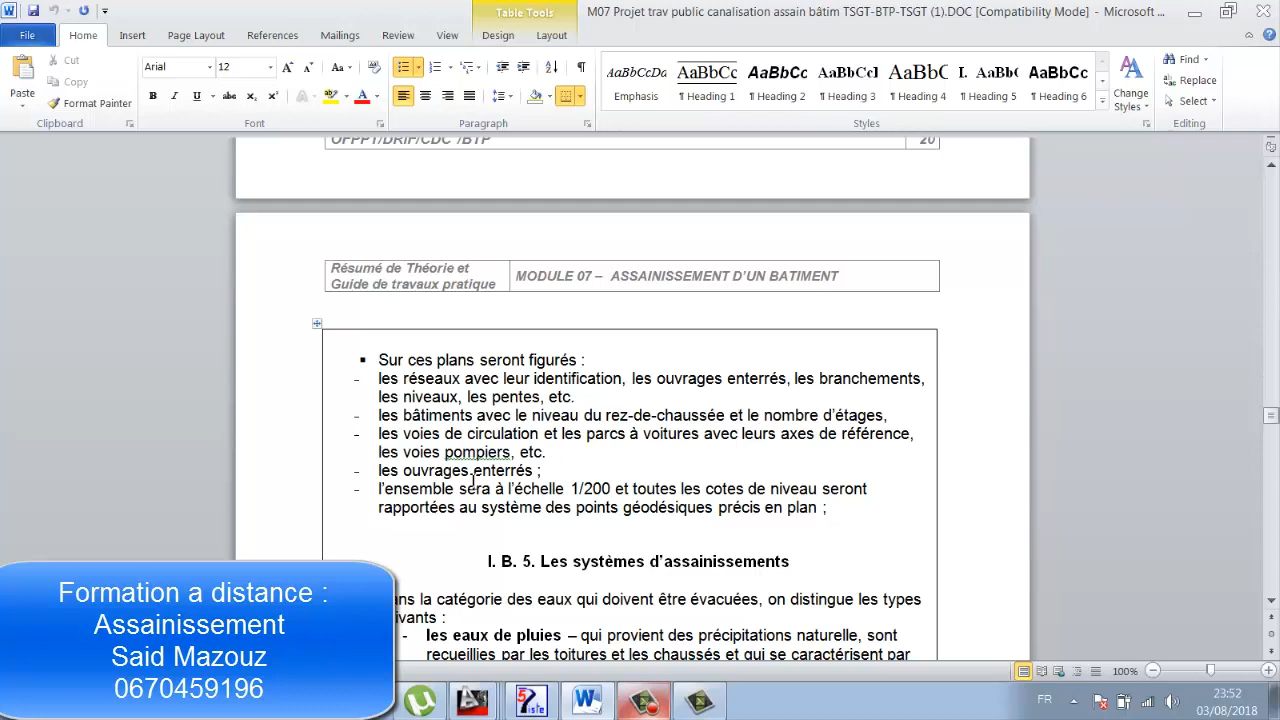 Table Tools
M07 Projet trav public canasation assain bâtim TSGT-BTP-TSGT (1).DOC [Compatibility Mode] - Microsoft ...
File Home Insert Page Layout References Mailings Review View Design Layout
Paste
Cut
Copy
Format Painter
Clipboard
Arial 12
Font
Paragraph
AaBbCcDa AaBbCc AaBbCc AaBbCcI AaBbC I. AaBbC AaBbCc
Emphasis ¶ Heading 1 ¶ Heading 2 ¶ Heading 3 ¶ Heading 4 ¶ Heading 5 ¶ Heading 6
Styles
Change Styles
Find
Replace
Select
Editing
OFPPT/DRIF/CDC /BTP 20
Résumé de Théorie et
Guide de travaux pratique
MODULE 07 – ASSAINISSEMENT D'UN BATIMENT
▪ Sur ces plans seront figurés :
- les réseaux avec leur identification, les ouvrages enterrés, les branchements,
les niveaux, les pentes, etc.
- les bâtiments avec le niveau du rez-de-chaussée et le nombre d'étages,
- les voies de circulation et les parcs à voitures avec leurs axes de référence,
les voies pompiers, etc.
- les ouvrages enterrés ;
- l'ensemble sera à l'échelle 1/200 et toutes les cotes de niveau seront
rapportées au système des points géodésiques précis en plan ;
I. B. 5. Les systèmes d'assainissements
ans la catégorie des eaux qui doivent être évacuées, on distingue les types
ivants :
- les eaux de pluies – qui provient des précipitations naturelle, sont
recueillies par les toitures et les chaussés et qui se caractérisent par
Formation a distance :
Assainissement
Said Mazouz
0670459196
100%
FR
23:52
03/08/2018